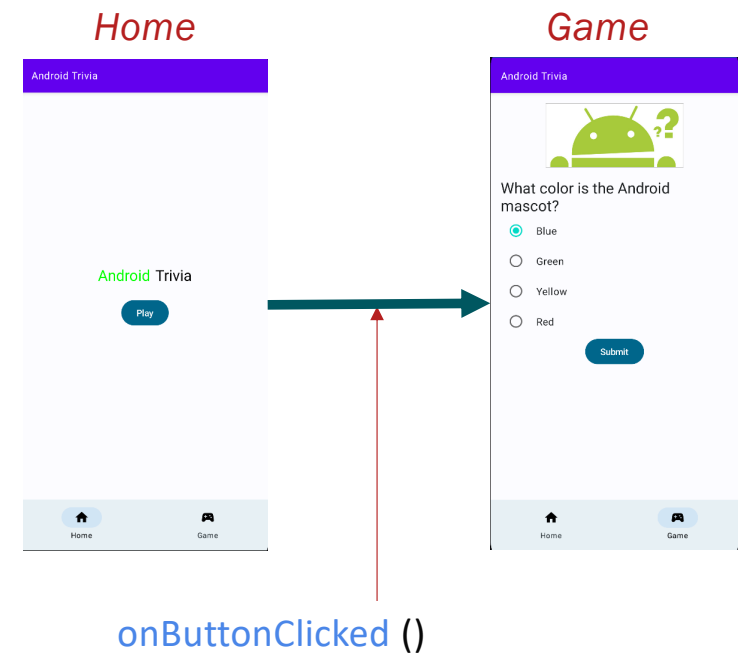 Home
Game
Android Trivia
Android Trivia
??
What color is the Android
mascot?
Blue
Green
Android Trivia
Yellow
Play
Red
Submit
Home
Game
Home
Game
onButtonClicked ()